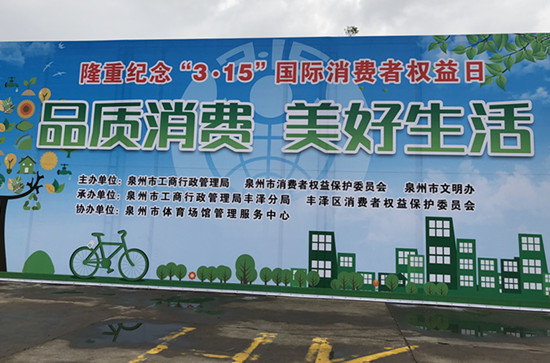 隆重纪念“3·15”国际消费者权益日
品质消费 美好生活
主办单位：泉州市工商行政管理局 泉州市消费者权益保护委员会 泉州市文明办
承办单位：泉州市工商行政管理局丰泽分局 丰泽区消费者权益保护委员会
协办单位：泉州市体育场馆管理服务中心